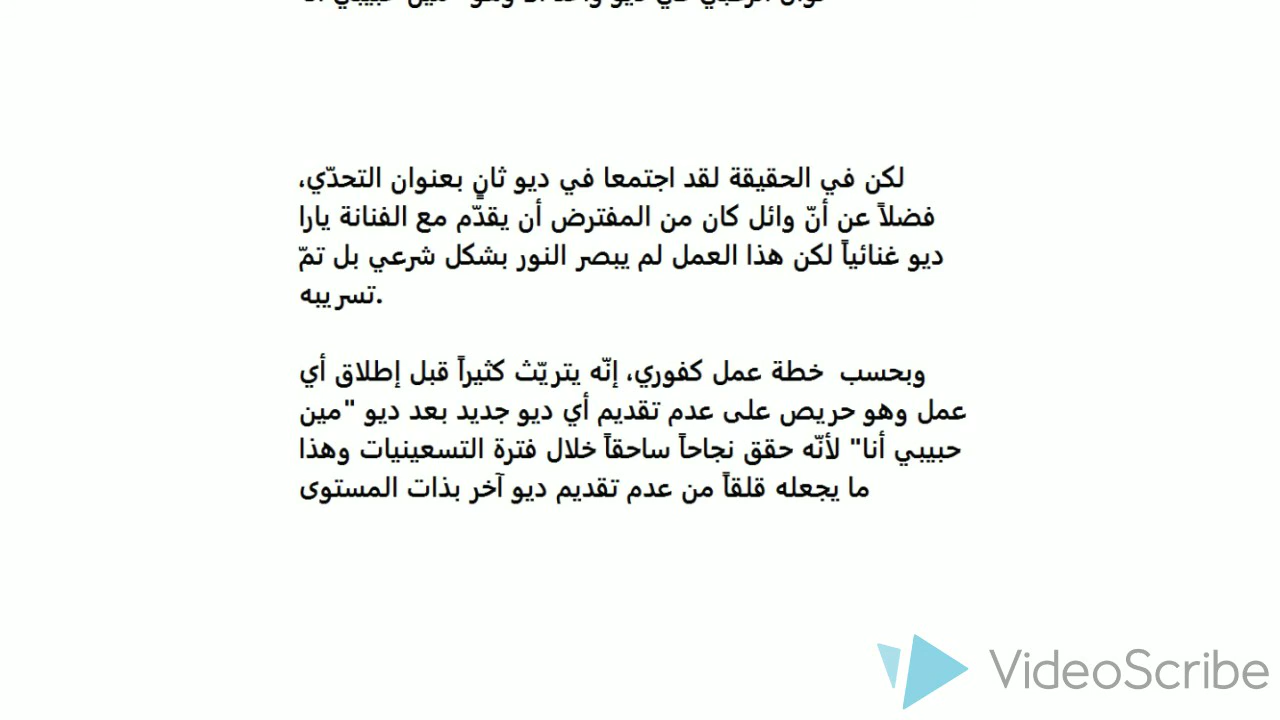 لكن في الحقيقة لقد اجتمعا في ديو ثانٍ بعنوان التحدّي،
فضلاً عن أنّ وائل كان من المفترض أن يقدّم مع الفنانة يارا
ديو غنائياً لكن هذا العمل لم يبصر النور بشكل شرعي بل تمّ
تسريبه.
وبحسب خطة عمل كفوري، إنّه يتريّث كثيراً قبل إطلاق أي
عمل وهو حريص على عدم تقديم أي ديو جديد بعد ديو "مين
حبيبي أنا" لأنّه حقق نجاحاً ساحقاً خلال فترة التسعينيات وهذا
ما يجعله قلقاً من عدم تقديم ديو آخر بذات المستوى
VideoScribe